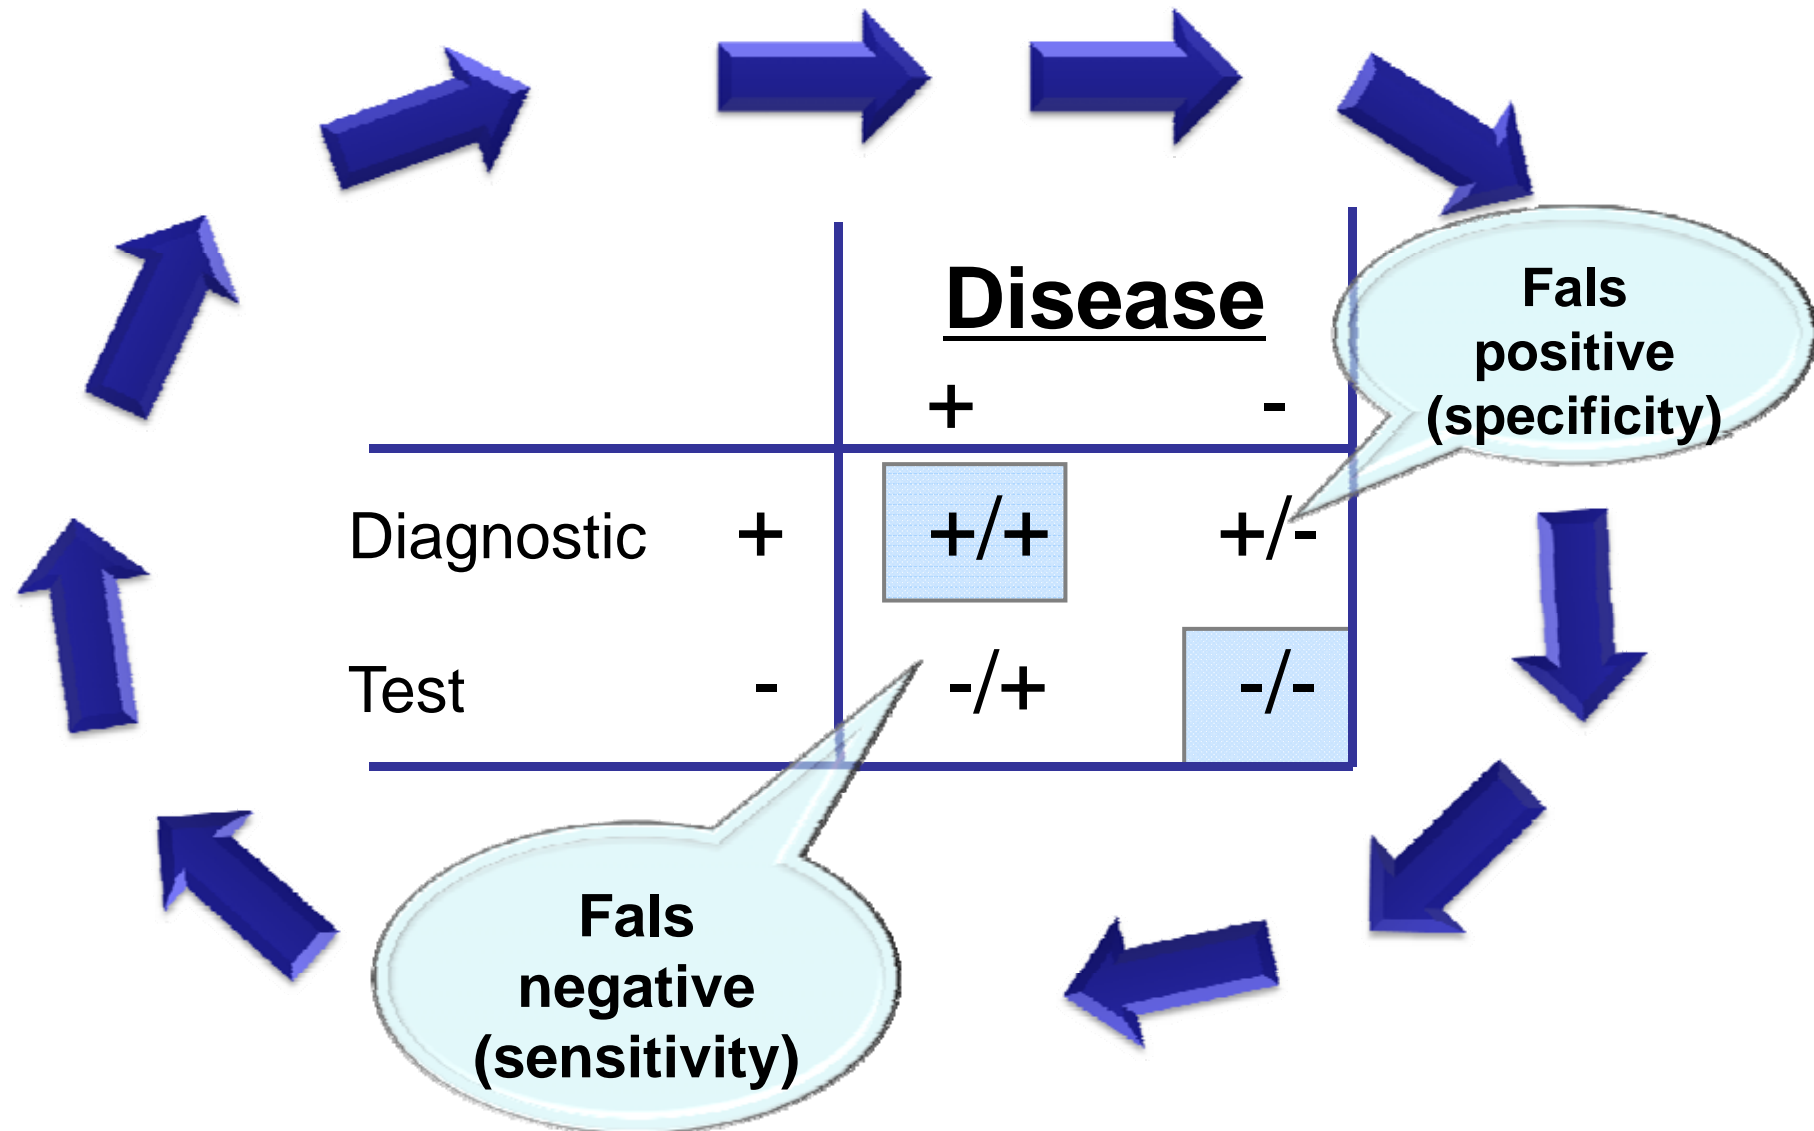 Disease
+ -
Diagnostic + +/+ +/-
Test - -/+ -/-
Fals
positive
(specificity)
Fals
negative
(sensitivity)